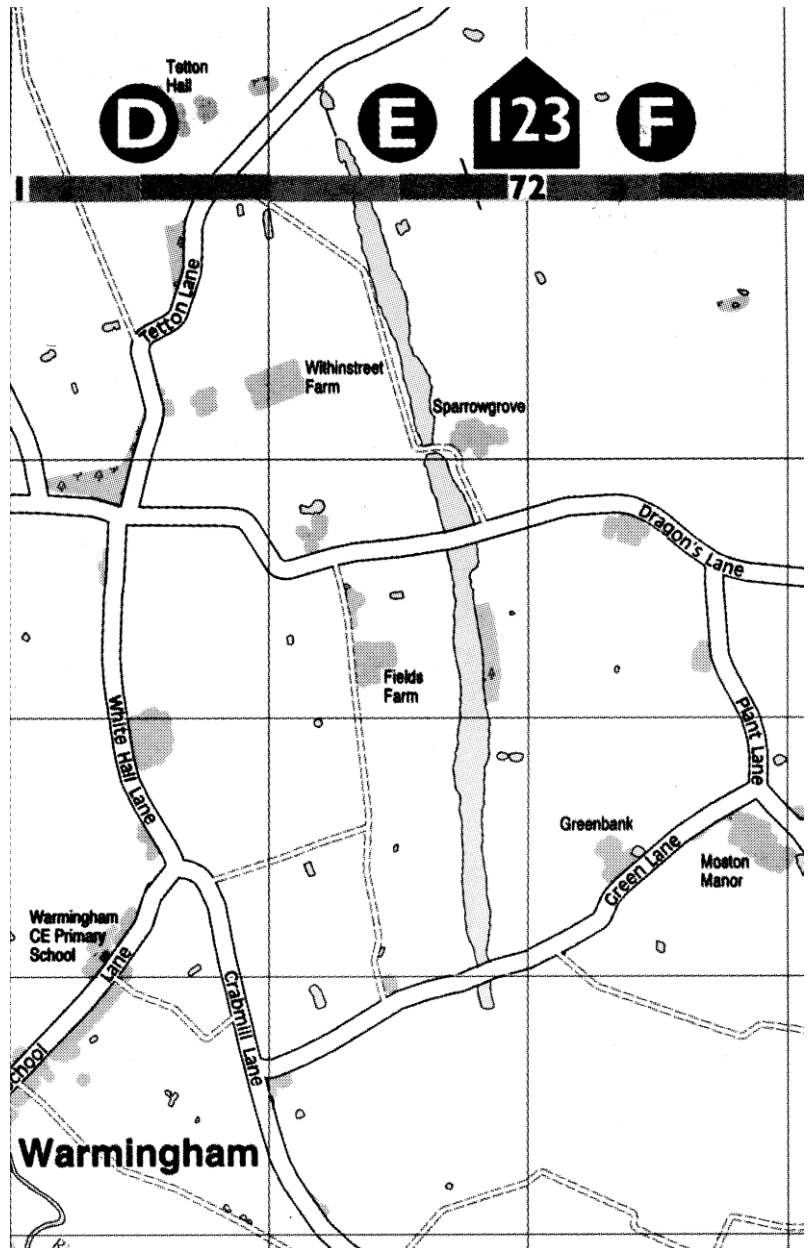 Tetton
Hall
D
E
123
F
1
72
Tetton Lane
Withinstreet
Farm
Sparrowgrove
Dragon's Lane
Fields
Farm
White Hall Lane
Plant Lane
Greenbank
Green Lane
Moston
Manor
Warmingham
CE Primary
School
School Lane
Crabmill Lane
Warmingham